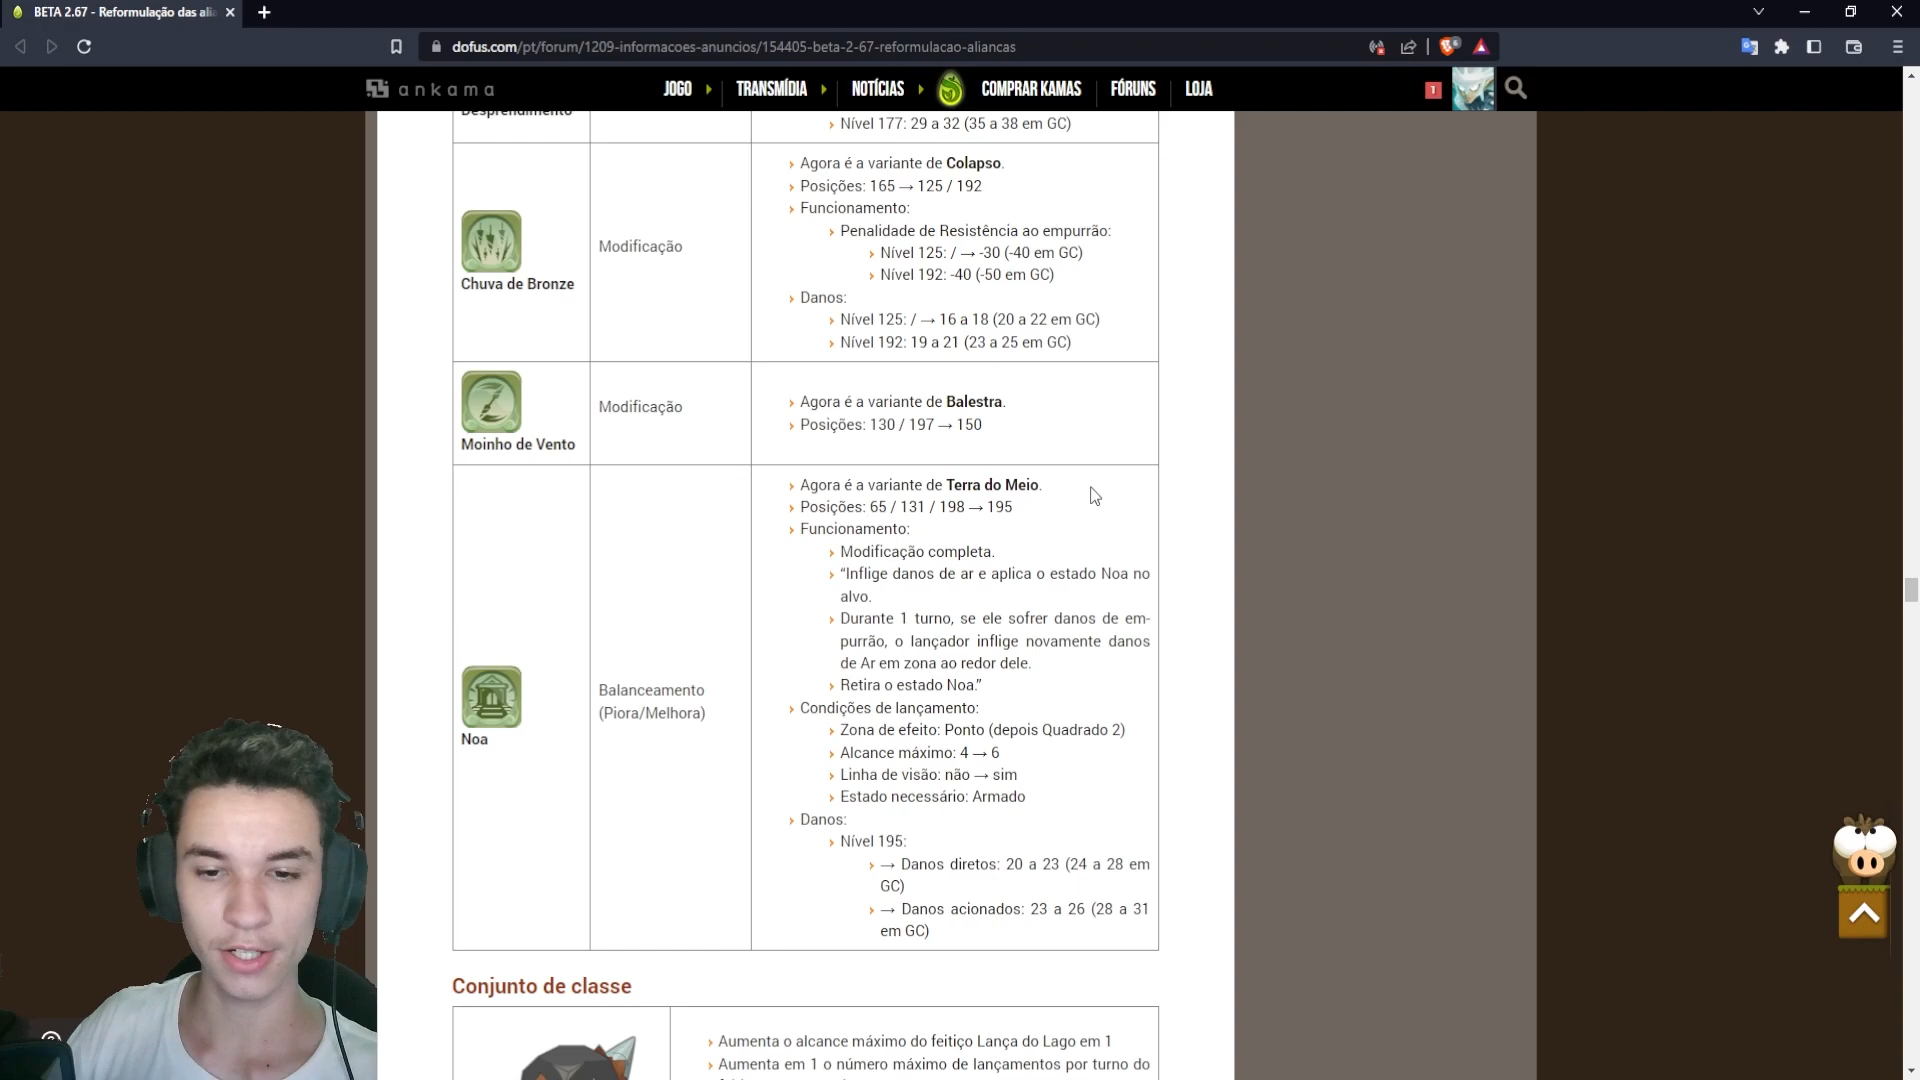 BETA 2.67 - Reformulação das alia
dofus.com/pt/forum/1209-informacoes-anuncios/154405-beta-2-67-reformulacao-aliancas
ankama
JOGO
TRANSMÍDIA
NOTÍCIAS
COMPRAR KAMAS
FÓRUNS
LOJA
1
Desprendimento
Nível 177: 29 a 32 (35 a 38 em GC)
Chuva de Bronze
Modificação
Agora é a variante de Colapso.
Posições: 165 → 125 / 192
Funcionamento:
Penalidade de Resistência ao empurrão:
Nível 125: / → -30 (-40 em GC)
Nível 192: -40 (-50 em GC)
Danos:
Nível 125: / → 16 a 18 (20 a 22 em GC)
Nível 192: 19 a 21 (23 a 25 em GC)
Moinho de Vento
Modificação
Agora é a variante de Balestra.
Posições: 130 / 197 → 150
Noa
Balanceamento
(Piora/Melhora)
Agora é a variante de Terra do Meio.
Posições: 65 / 131 / 198 → 195
Funcionamento:
Modificação completa.
“Inflige danos de ar e aplica o estado Noa no
alvo.
Durante 1 turno, se ele sofrer danos de em-
purrão, o lançador inflige novamente danos
de Ar em zona ao redor dele.
Retira o estado Noa.”
Condições de lançamento:
Zona de efeito: Ponto (depois Quadrado 2)
Alcance máximo: 4 → 6
Linha de visão: não → sim
Estado necessário: Armado
Danos:
Nível 195:
→ Danos diretos: 20 a 23 (24 a 28 em
GC)
→ Danos acionados: 23 a 26 (28 a 31
em GC)
Conjunto de classe
Aumenta o alcance máximo do feitiço Lança do Lago em 1
Aumenta em 1 o número máximo de lançamentos por turno do